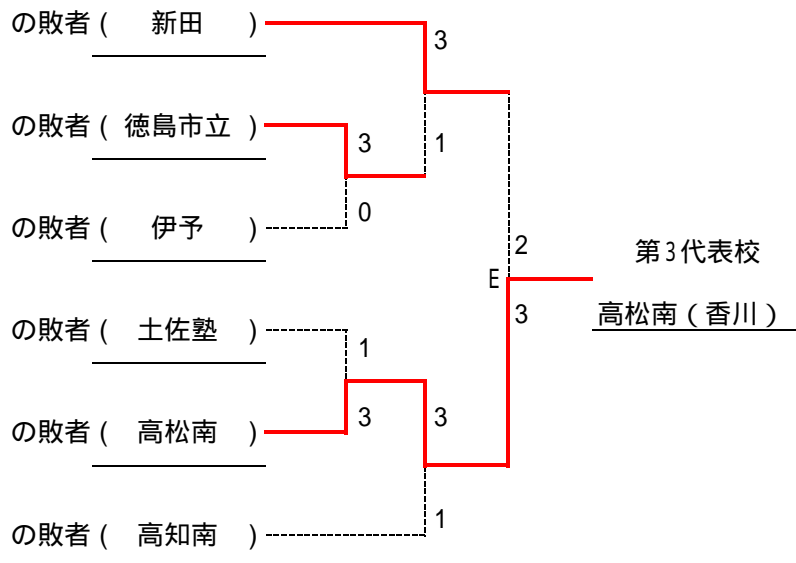 の敗者 ( 新田 )
3
の敗者 ( 徳島市立 )
3
1
の敗者 ( 伊予 )
0
2
第3代表校
E
3
高松南 ( 香川 )
の敗者 ( 土佐塾 )
1
の敗者 ( 高松南 )
3
3
の敗者 ( 高知南 )
1